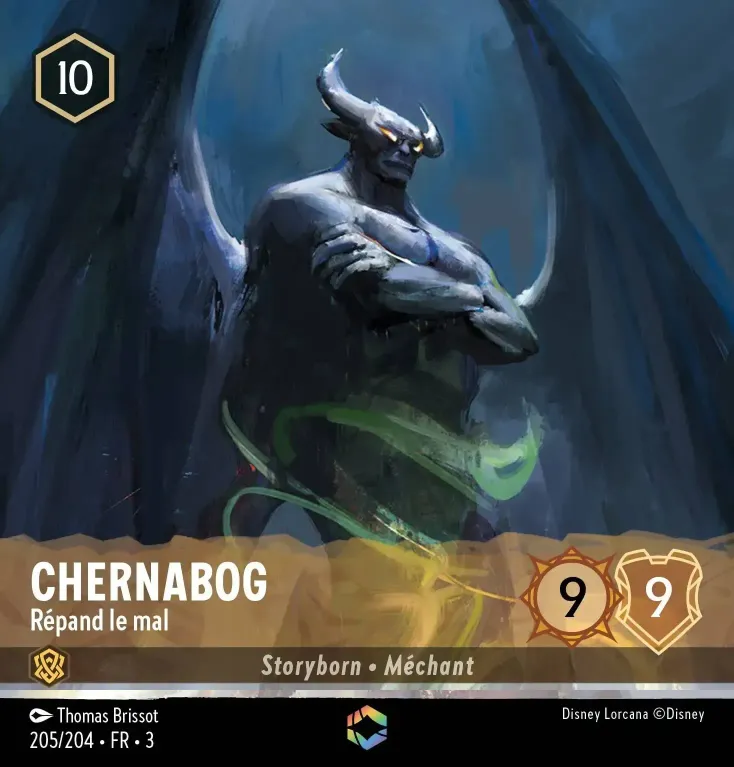 10
CHERNABOG
Répand le mal
9
9
Storyborn • Méchant
Thomas Brissot
Disney Lorcana ©Disney
205/204 • FR • 3